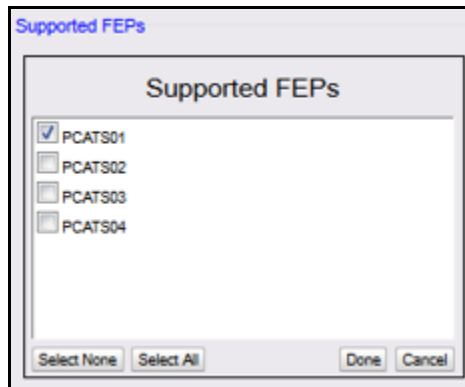 Supported FEPs
Supported FEPs
PCATS01
PCATS02
PCATS03
PCATS04
Select None Select All Done Cancel